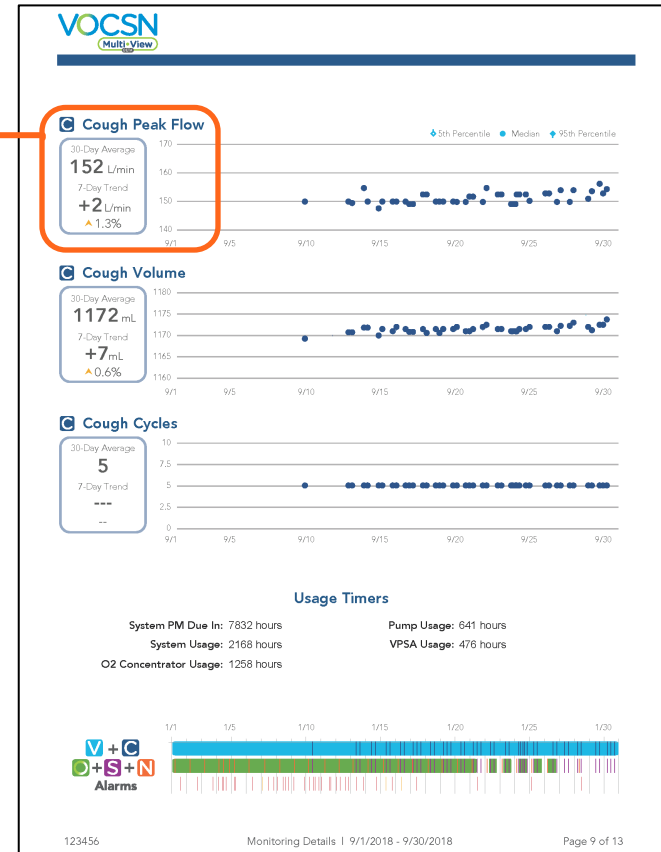 VOCSN
Multi-View
C Cough Peak Flow
5th Percentile Median 95th Percentile
30-Day Average
152 L/min
7-Day Trend
+2 L/min
1.3%
170
160
150
140
9/1 9/5 9/10 9/15 9/20 9/25 9/30
C Cough Volume
30-Day Average
1172 mL
7-Day Trend
+7 mL
0.6%
1180
1175
1170
1165
1160
9/1 9/5 9/10 9/15 9/20 9/25 9/30
C Cough Cycles
30-Day Average
5
7-Day Trend
---
--
10
7.5
5
2.5
0
9/1 9/5 9/10 9/15 9/20 9/25 9/30
Usage Timers
System PM Due In: 7832 hours
System Usage: 2168 hours
O2 Concentrator Usage: 1258 hours
Pump Usage: 641 hours
VPSA Usage: 476 hours
1/1 1/5 1/10 1/15 1/20 1/25 1/30
V + C
O + S + N
Alarms
123456 Monitoring Details | 9/1/2018 - 9/30/2018 Page 9 of 13